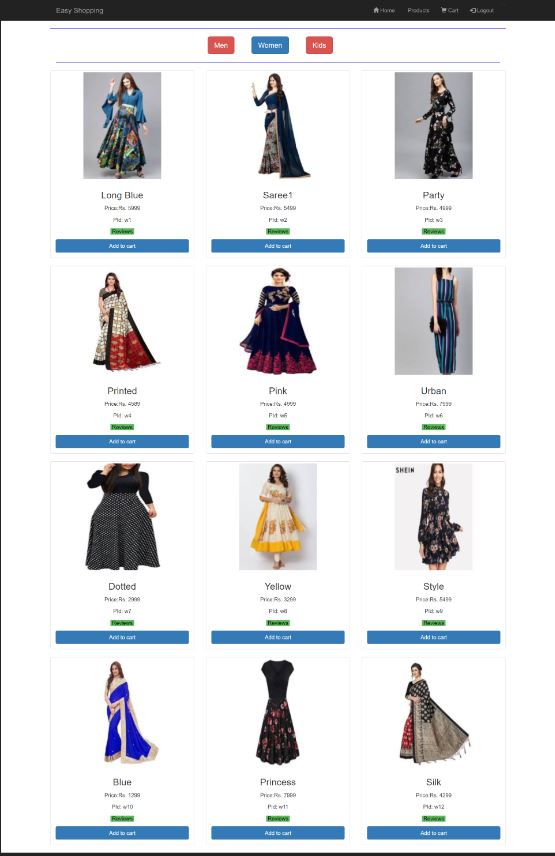 Easy Shopping
Home Products Cart Logout
Men Women Kids
Long Blue Saree1 Party
Price:Rs. 5999 Price:Rs. 5499 Price:Rs. 4999
PId: w1 PId: w2 PId: w3
Reviews Reviews Reviews
Add to cart Add to cart Add to cart
Printed Pink Urban
Price:Rs. 4589 Price:Rs. 4999 Price:Rs. 7999
PId: w4 PId: w5 PId: w6
Reviews Reviews Reviews
Add to cart Add to cart Add to cart
SHEIN
Dotted Yellow Style
Price:Rs. 2999 Price:Rs. 3299 Price:Rs. 5499
PId: w7 PId: w8 PId: w9
Reviews Reviews Reviews
Add to cart Add to cart Add to cart
Blue Princess Silk
Price:Rs. 1299 Price:Rs. 7899 Price:Rs. 4299
PId: w10 PId: w11 PId: w12
Reviews Reviews Reviews
Add to cart Add to cart Add to cart